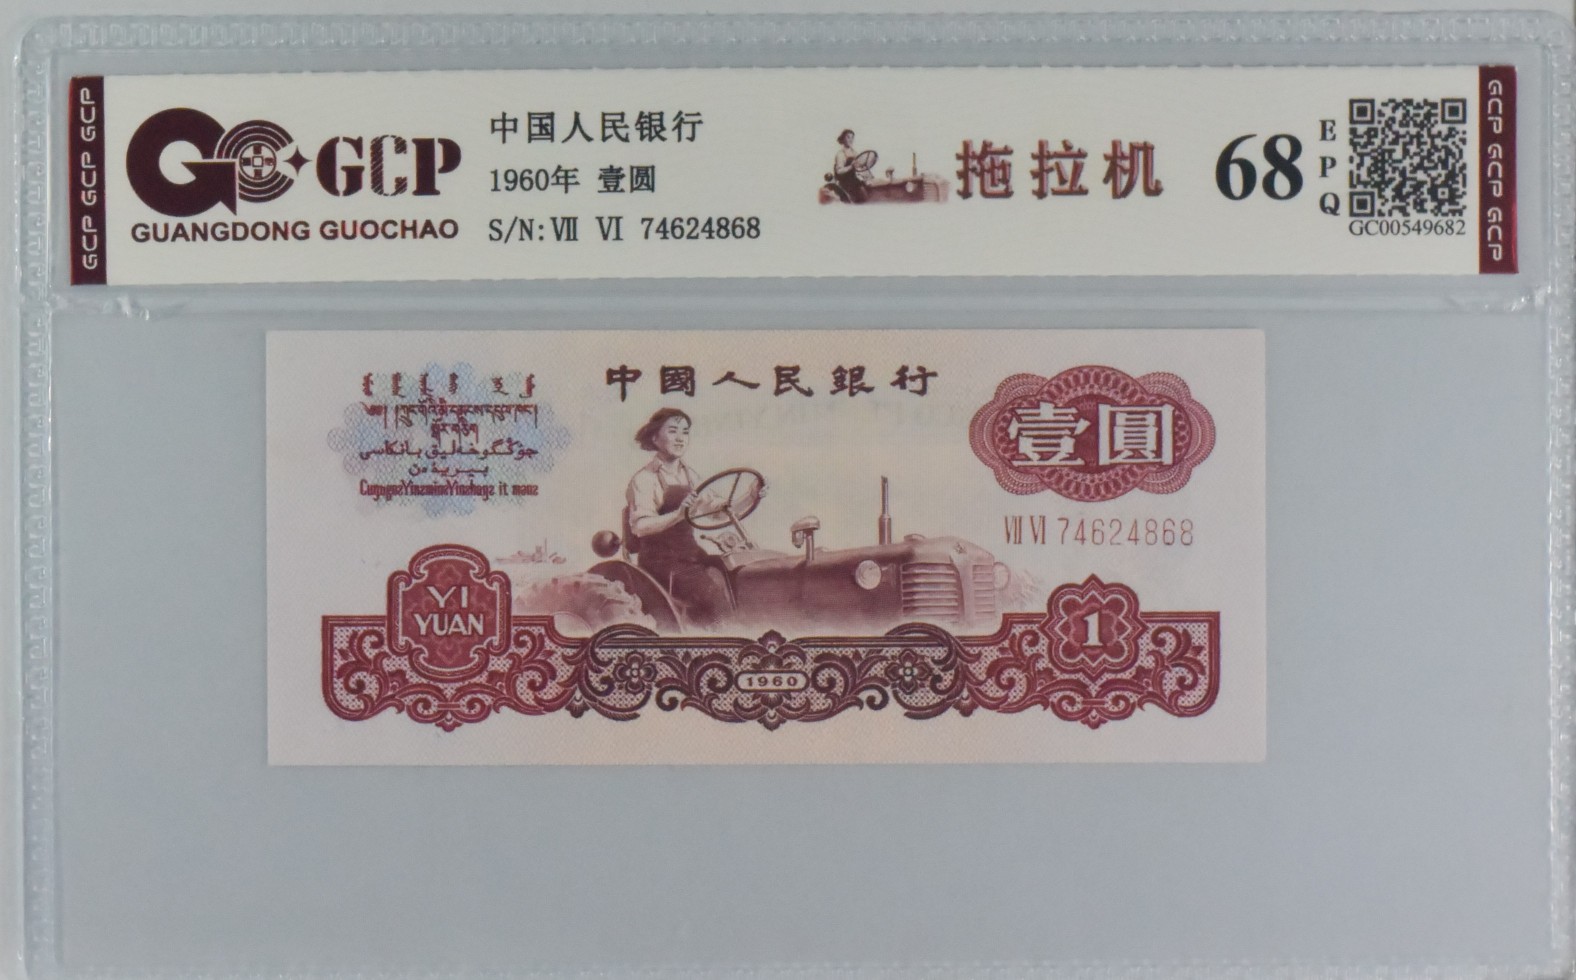 GCP GCP GCP
GCP
GUANGDONG GUOCHAO
中国人民银行
1960年 壹圆
S/N: Ⅶ Ⅵ 74624868
拖拉机
68
EPQ
GC00549682
GCP GCP GCP
中國人民銀行
壹圓
Ⅶ Ⅵ 74624868
YI
YUAN
1960
1